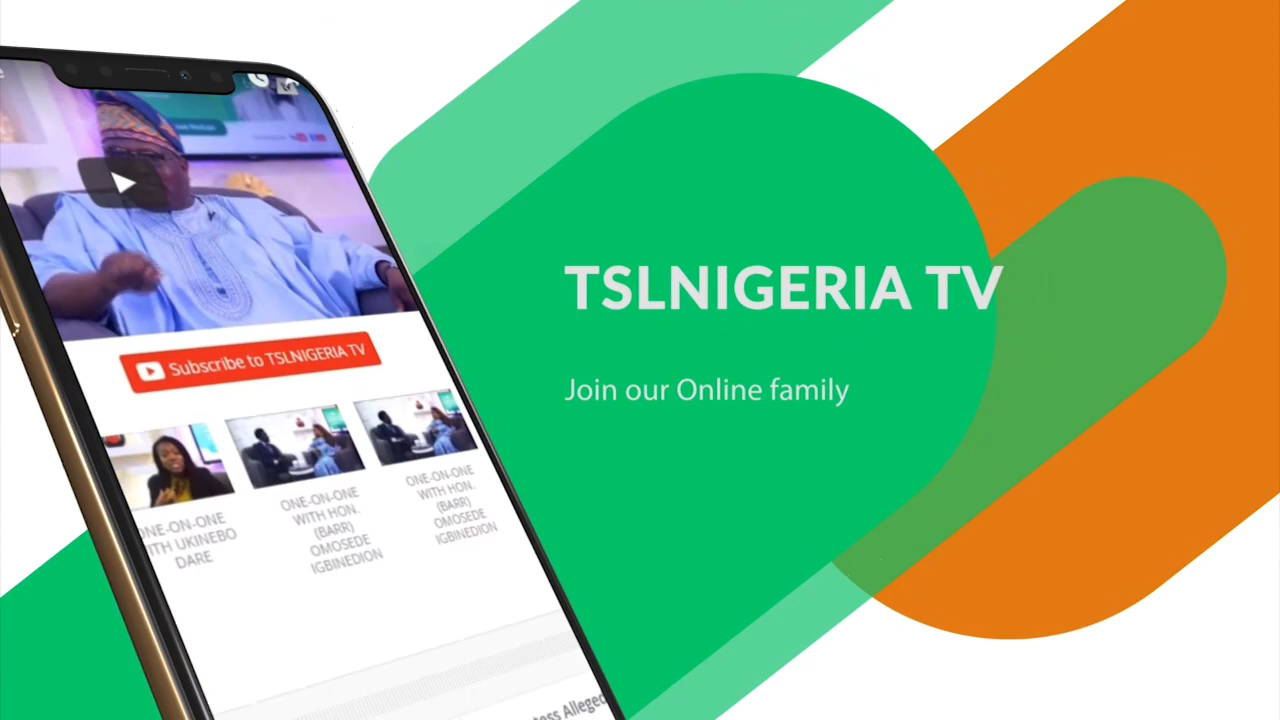 Subscribe to TSLNIGERIA TV
ONE-ON-ONE
WITH UKINEBO
DARE
ONE-ON-ONE
WITH HON.
(BARR)
OMOSEDE
IGBINEDION
ONE-ON-ONE
WITH HON.
(BARR)
OMOSEDE
IGBINEDION
Alleged
TSLNIGERIA TV
Join our Online family